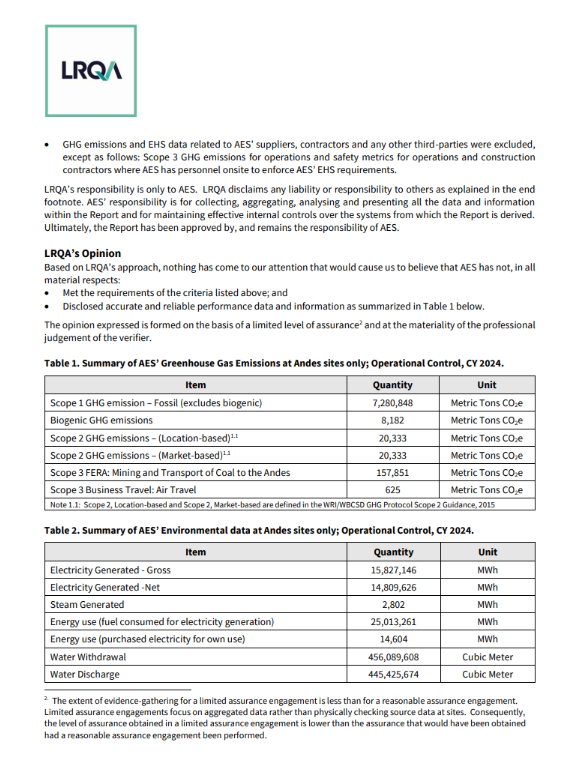 LRQA
• GHG emissions and EHS data related to AES' suppliers, contractors and any other third-parties were excluded,
except as follows: Scope 3 GHG emissions for operations and safety metrics for operations and construction
contractors where AES has personnel onsite to enforce AES' EHS requirements.
LRQA's responsibility is only to AES. LRQA disclaims any liability or responsibility to others as explained in the end
footnote. AES' responsibility is for collecting, aggregating, analysing and presenting all the data and information
within the Report and for maintaining effective internal controls over the systems from which the Report is derived.
Ultimately, the Report has been approved by, and remains the responsibility of AES.
LRQA's Opinion
Based on LRQA's approach, nothing has come to our attention that would cause us to believe that AES has not, in all
material respects:
• Met the requirements of the criteria listed above; and
• Disclosed accurate and reliable performance data and information as summarized in Table 1 below.
The opinion expressed is formed on the basis of a limited level of assurance² and at the materiality of the professional
judgement of the verifier.
Table 1. Summary of AES' Greenhouse Gas Emissions at Andes sites only; Operational Control, CY 2024.
Item Quantity Unit
Scope 1 GHG emission – Fossil (excludes biogenic) 7,280,848 Metric Tons CO₂e
Biogenic GHG emissions 8,182 Metric Tons CO₂e
Scope 2 GHG emissions – (Location-based)¹·¹ 20,333 Metric Tons CO₂e
Scope 2 GHG emissions – (Market-based)¹·¹ 20,333 Metric Tons CO₂e
Scope 3 FERA: Mining and Transport of Coal to the Andes 157,851 Metric Tons CO₂e
Scope 3 Business Travel: Air Travel 625 Metric Tons CO₂e
Note 1.1: Scope 2, Location-based and Scope 2, Market-based are defined in the WRI/WBCSD GHG Protocol Scope 2 Guidance, 2015
Table 2. Summary of AES' Environmental data at Andes sites only; Operational Control, CY 2024.
Item Quantity Unit
Electricity Generated - Gross 15,827,146 MWh
Electricity Generated -Net 14,809,626 MWh
Steam Generated 2,802 MWh
Energy use (fuel consumed for electricity generation) 25,013,261 MWh
Energy use (purchased electricity for own use) 14,604 MWh
Water Withdrawal 456,089,608 Cubic Meter
Water Discharge 445,425,674 Cubic Meter
². The extent of evidence-gathering for a limited assurance engagement is less than for a reasonable assurance engagement.
Limited assurance engagements focus on aggregated data rather than physically checking source data at sites. Consequently,
the level of assurance obtained in a limited assurance engagement is lower than the assurance that would have been obtained
had a reasonable assurance engagement been performed.